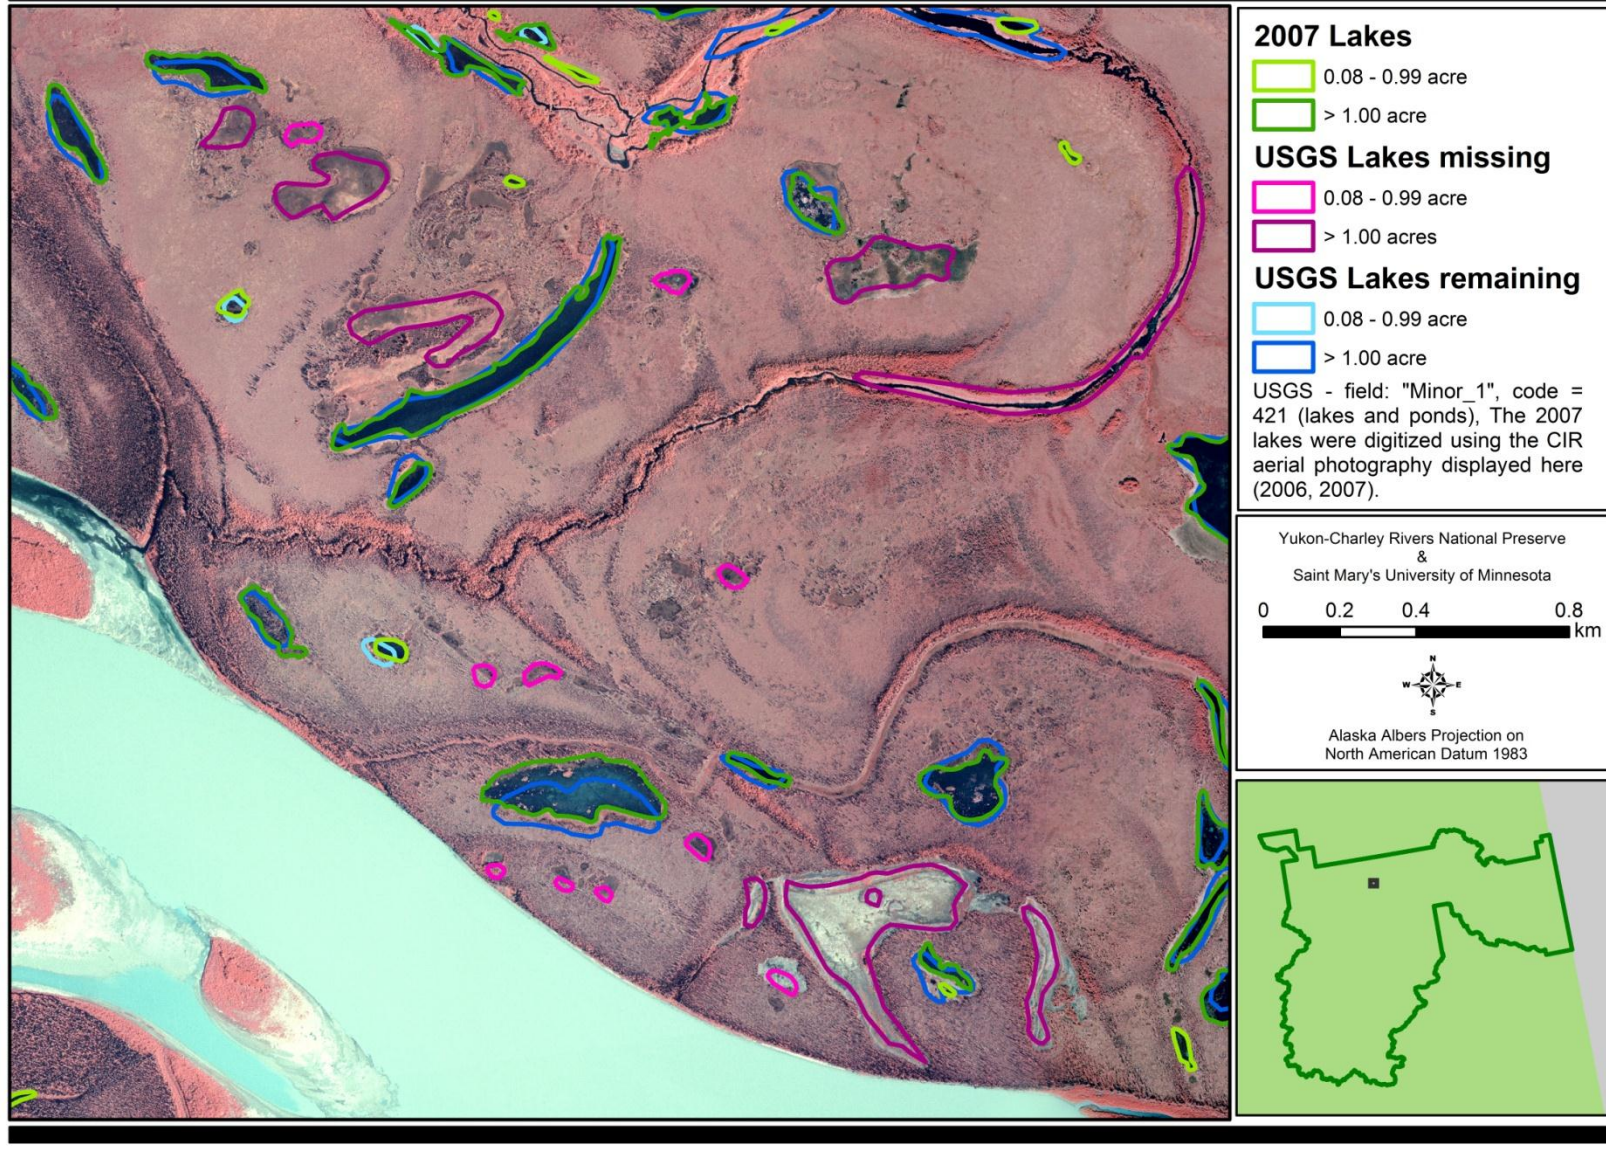 2007 Lakes
0.08 - 0.99 acre
> 1.00 acre
USGS Lakes missing
0.08 - 0.99 acre
> 1.00 acres
USGS Lakes remaining
0.08 - 0.99 acre
> 1.00 acre
USGS - field: "Minor_1", code =
421 (lakes and ponds), The 2007
lakes were digitized using the CIR
aerial photography displayed here
(2006, 2007).
Yukon-Charley Rivers National Preserve
&
Saint Mary's University of Minnesota
0 0.2 0.4 0.8
km
N
W E
S
Alaska Albers Projection on
North American Datum 1983